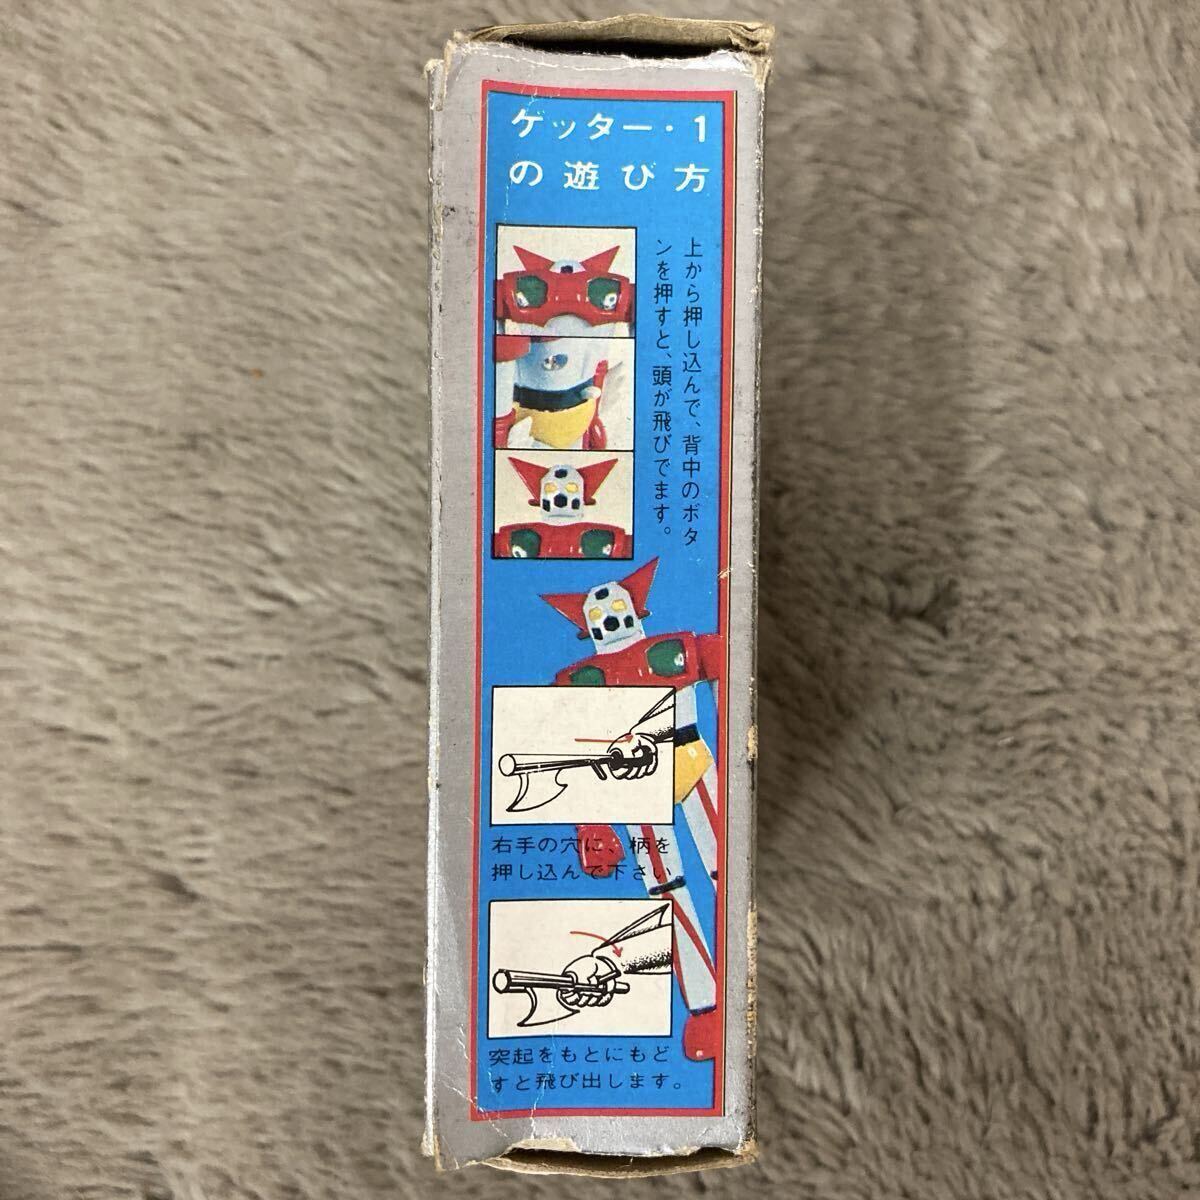 ゲッター・1
の遊び方
上から押し込んで、背中のボタ
ンを押すと、頭が飛びでます。
右手の穴に、柄を
押し込んで下さい
突起をもとにもど
すと飛び出します。